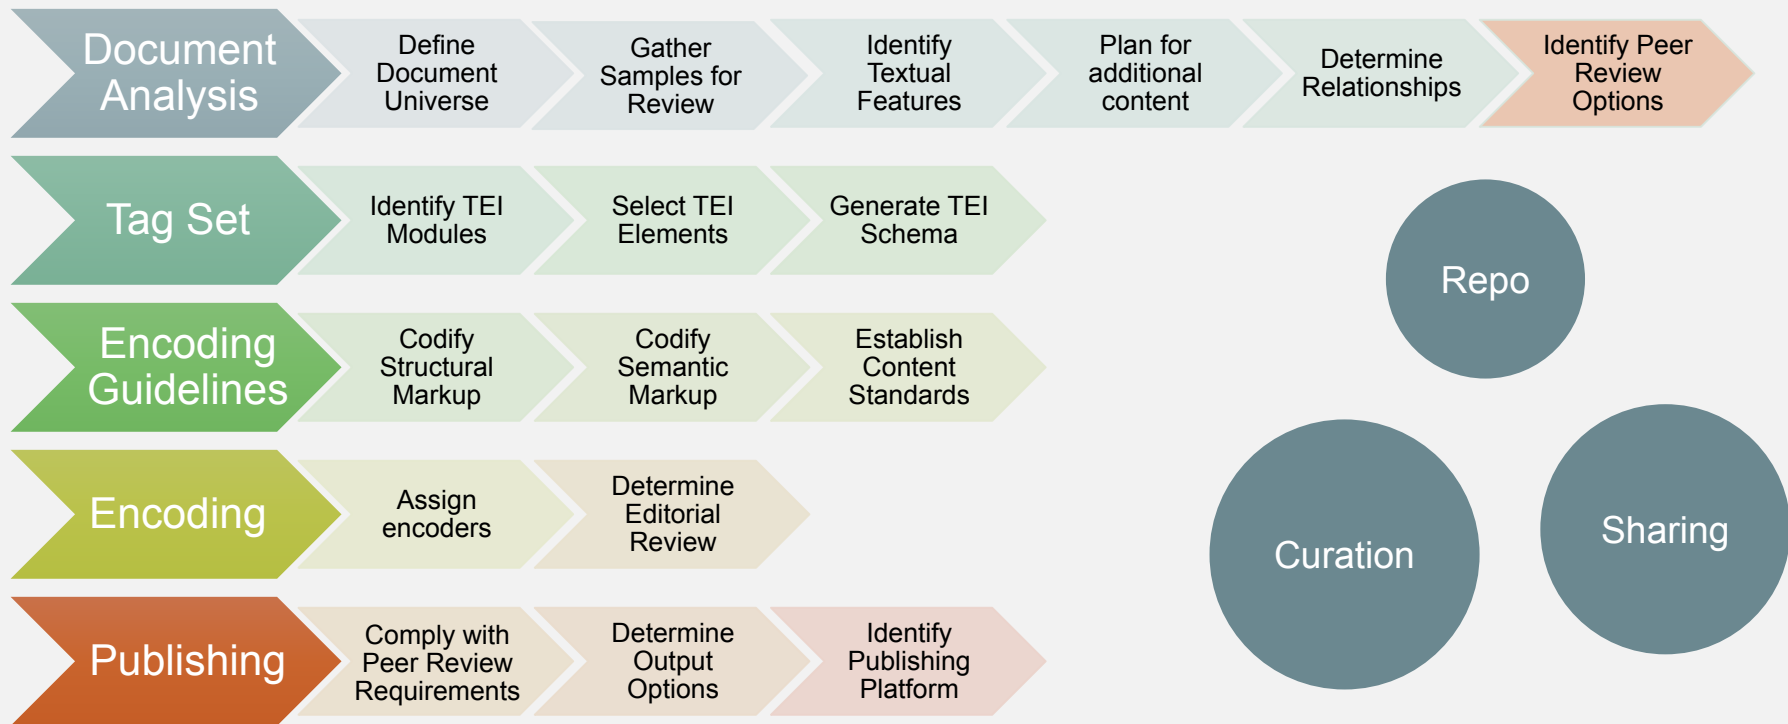 Document
Analysis
Define
Document
Universe
Gather
Samples for
Review
Identify
Textual
Features
Plan for
additional
content
Determine
Relationships
Identify Peer
Review
Options
Tag Set
Identify TEI
Modules
Select TEI
Elements
Generate TEI
Schema
Encoding
Guidelines
Codify
Structural
Markup
Codify
Semantic
Markup
Establish
Content
Standards
Encoding
Assign
encoders
Determine
Editorial
Review
Publishing
Comply with
Peer Review
Requirements
Determine
Output
Options
Identify
Publishing
Platform
Repo
Curation
Sharing